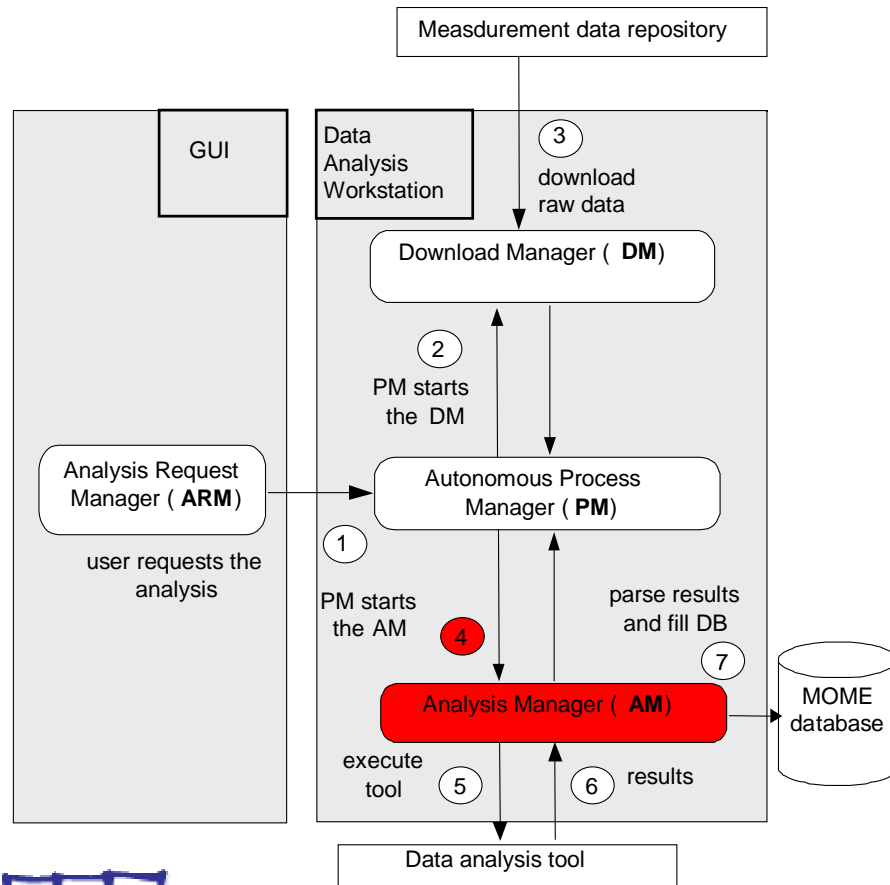 Measdurement data repository
GUI
Data
Analysis
Workstation
3
download
raw data
Download Manager ( DM)
2
PM starts
the DM
Analysis Request
Manager ( ARM)
Autonomous Process
Manager ( PM)
1
user requests the
analysis
PM starts
the AM
4
parse results
and fill DB
7
Analysis Manager ( AM)
MOME
database
execute
tool
5
6
results
Data analysis tool